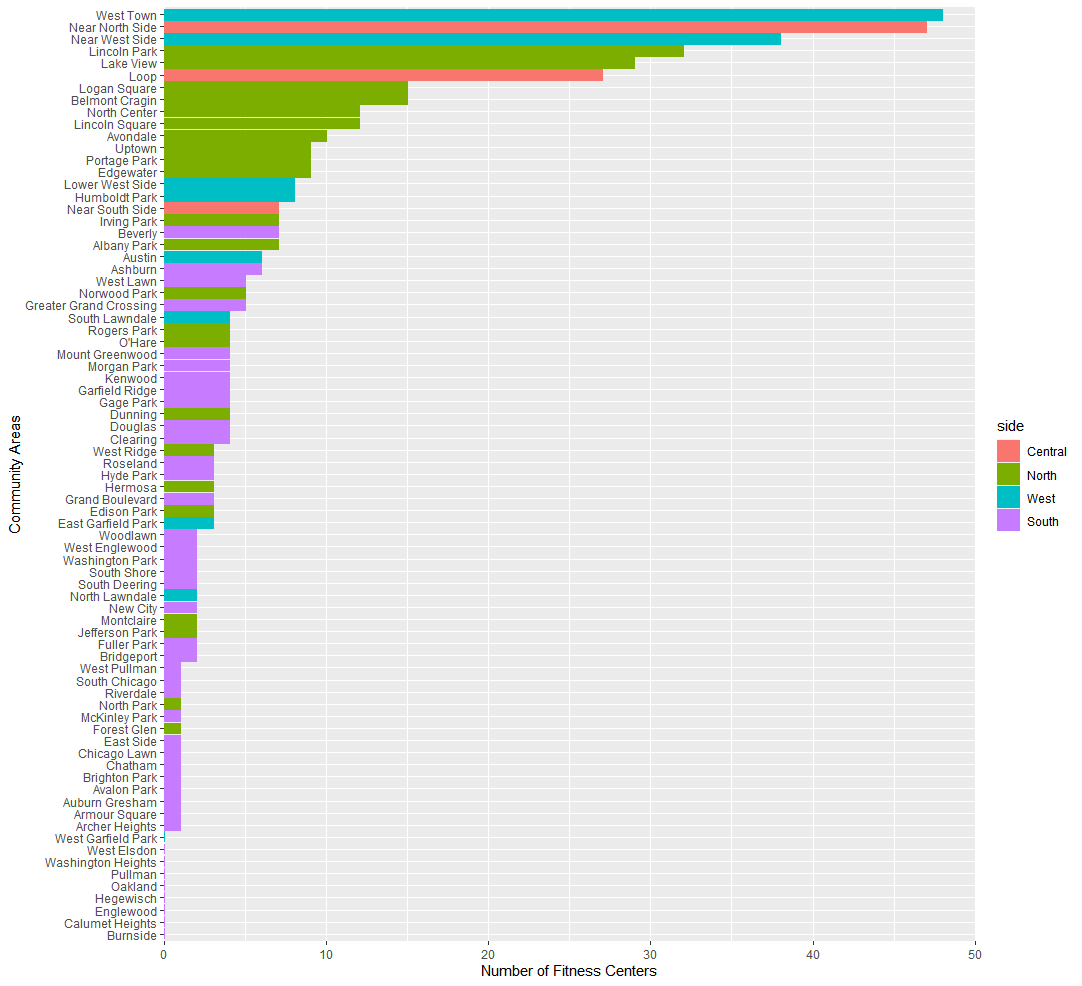 West Town
Near North Side
Near West Side
Lincoln Park
Lake View
Loop
Logan Square
Belmont Cragin
North Center
Lincoln Square
Avondale
Uptown
Portage Park
Edgewater
Lower West Side
Humboldt Park
Near South Side
Irving Park
Beverly
Albany Park
Austin
Ashburn
West Lawn
Norwood Park
Greater Grand Crossing
South Lawndale
Rogers Park
O'Hare
Mount Greenwood
Morgan Park
Kenwood
Garfield Ridge
Gage Park
Dunning
Douglas
Clearing
West Ridge
Roseland
Hyde Park
Hermosa
Grand Boulevard
Edison Park
East Garfield Park
Woodlawn
West Englewood
Washington Park
South Shore
South Deering
North Lawndale
New City
Montclaire
Jefferson Park
Fuller Park
Bridgeport
West Pullman
South Chicago
Riverdale
North Park
McKinley Park
Forest Glen
East Side
Chicago Lawn
Chatham
Brighton Park
Avalon Park
Auburn Gresham
Armour Square
Archer Heights
West Garfield Park
West Elsdon
Washington Heights
Pullman
Oakland
Hegewisch
Englewood
Calumet Heights
Burnside
Community Areas
0 10 20 30 40 50
Number of Fitness Centers
side
Central
North
West
South